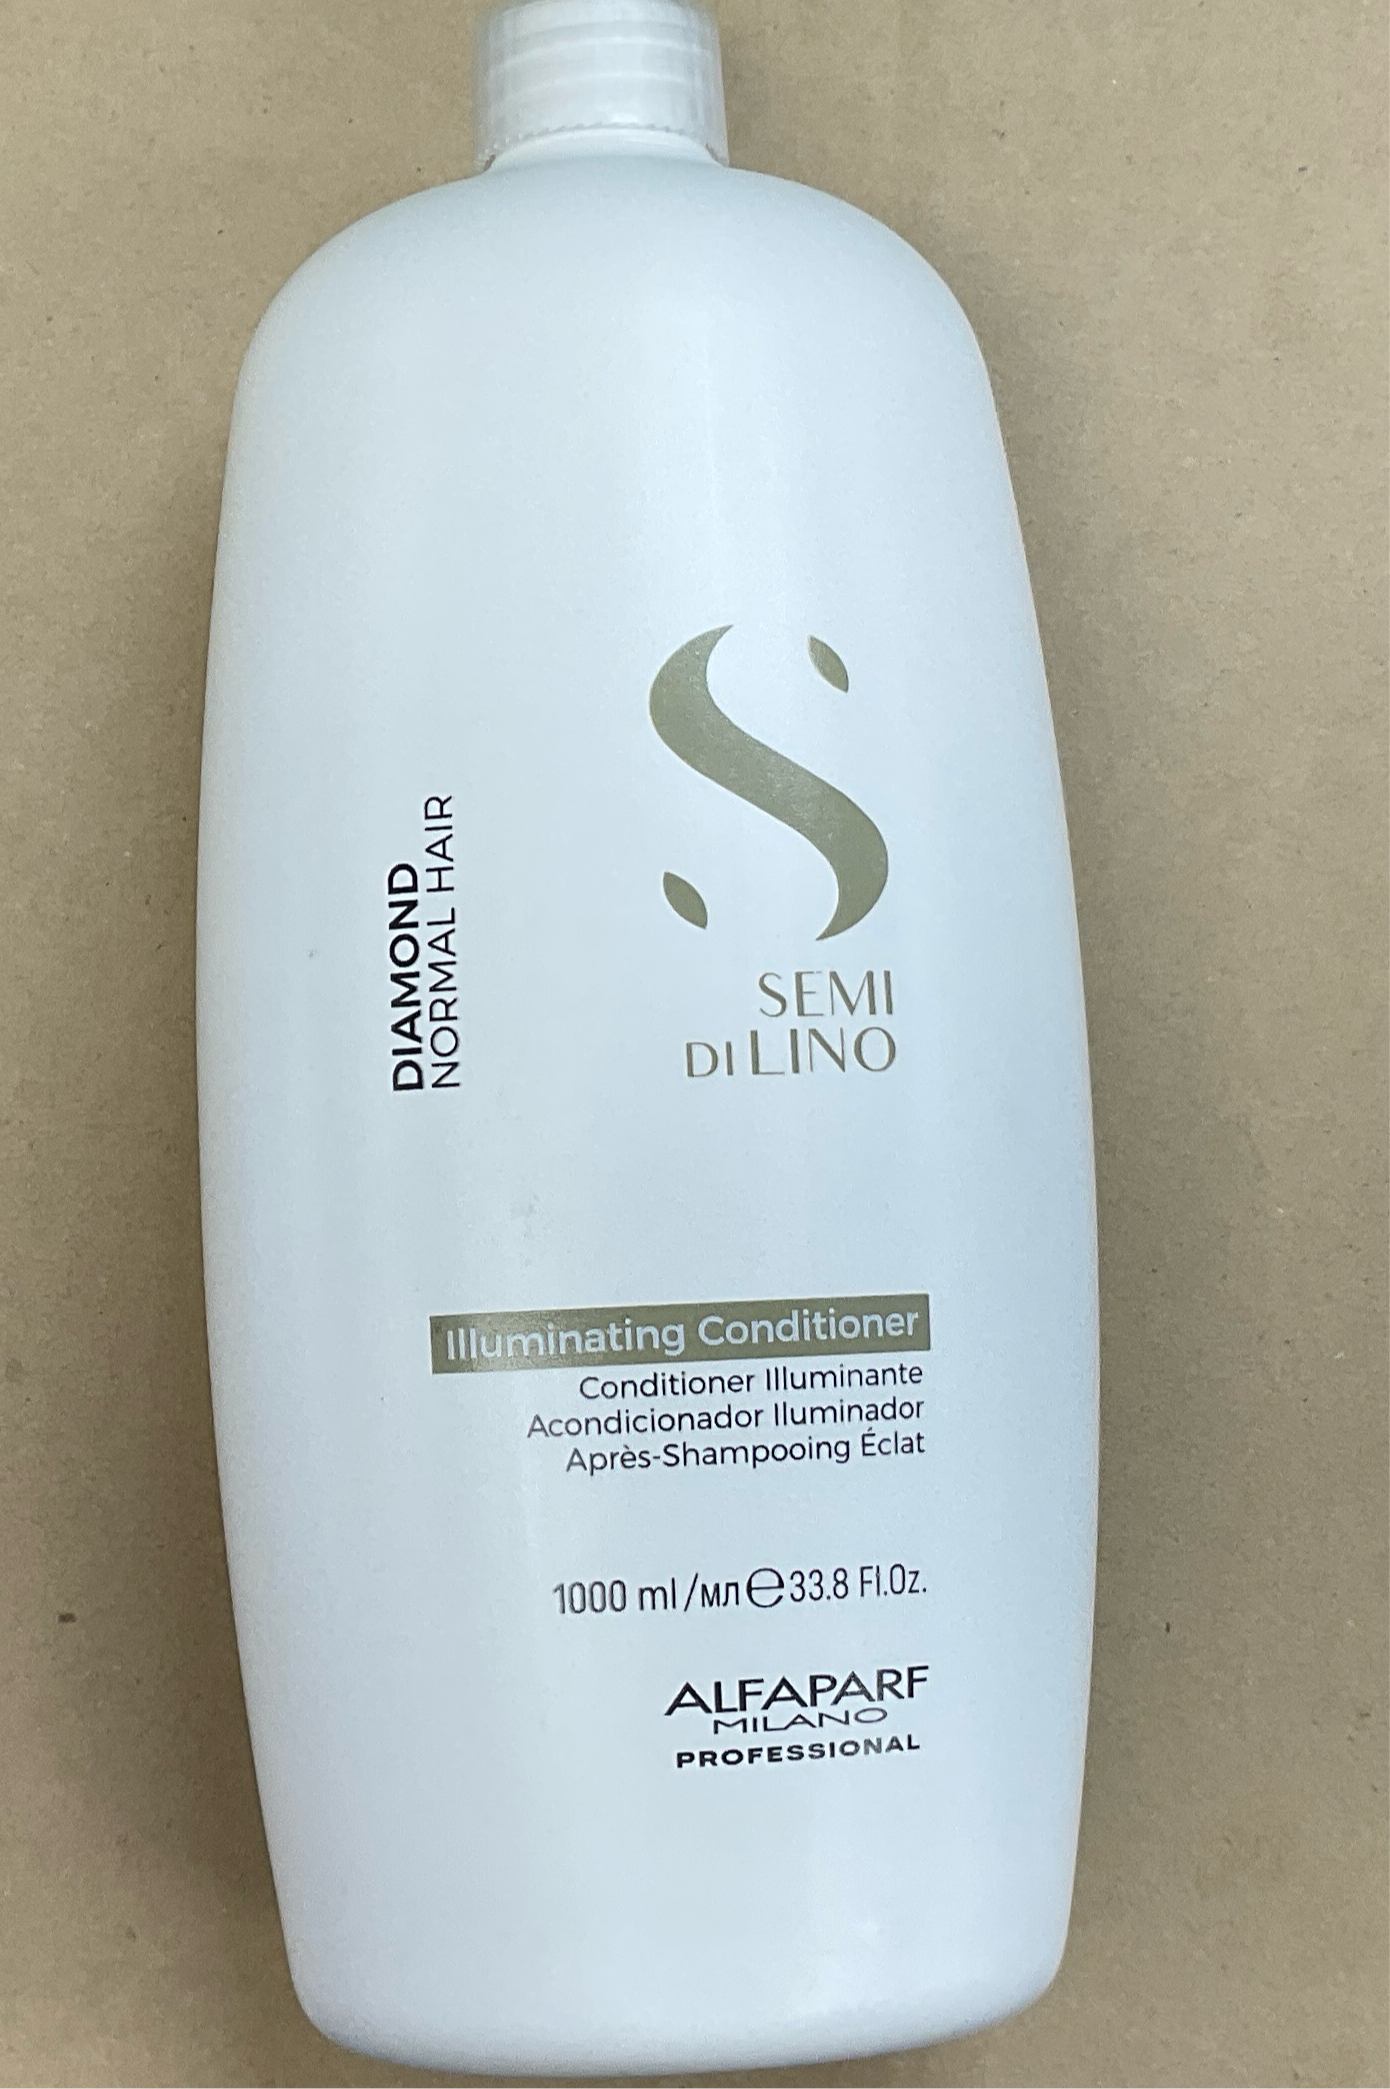 DIAMOND
NORMAL HAIR
SEMI
DI LINO
Illuminating Conditioner
Conditioner Illuminante
Acondicionador Iluminador
Après-Shampooing Éclat
1000 ml/мл℮33.8 Fl.Oz.
ALFAPARF
MILANO
PROFESSIONAL